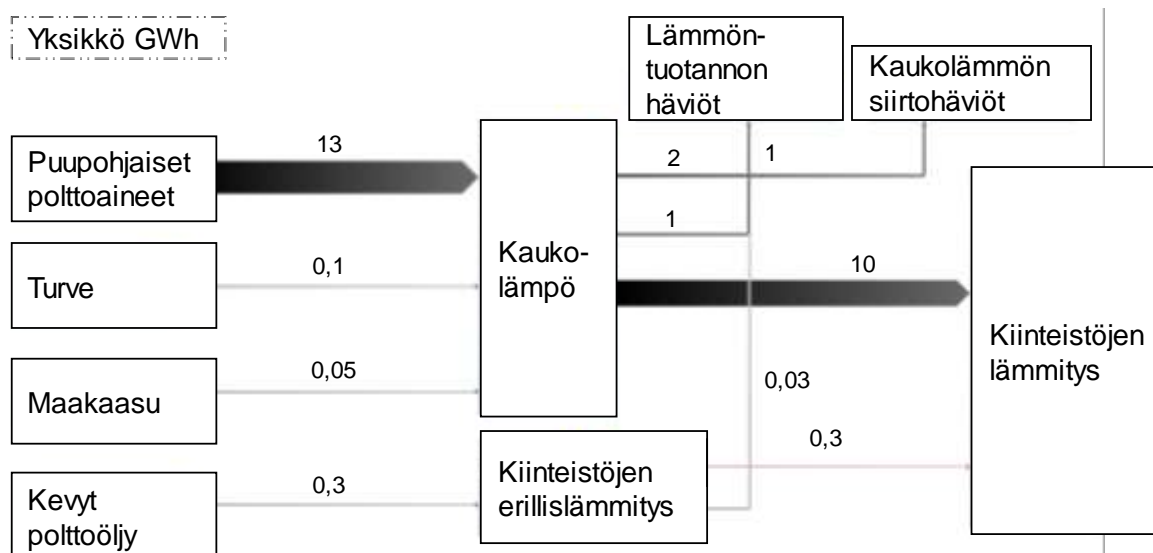 Yksikkö GWh
Lämmön-
tuotannon
häviöt
Kaukolämmön
siirtohäviöt
Puupohjaiset
polttoaineet
13
2
1
1
Turve
0,1
Kauko-
lämpö
10
Kiinteistöjen
lämmitys
Maakaasu
0,05
0,03
Kevyt
polttoöljy
0,3
Kiinteistöjen
erillislämmitys
0,3